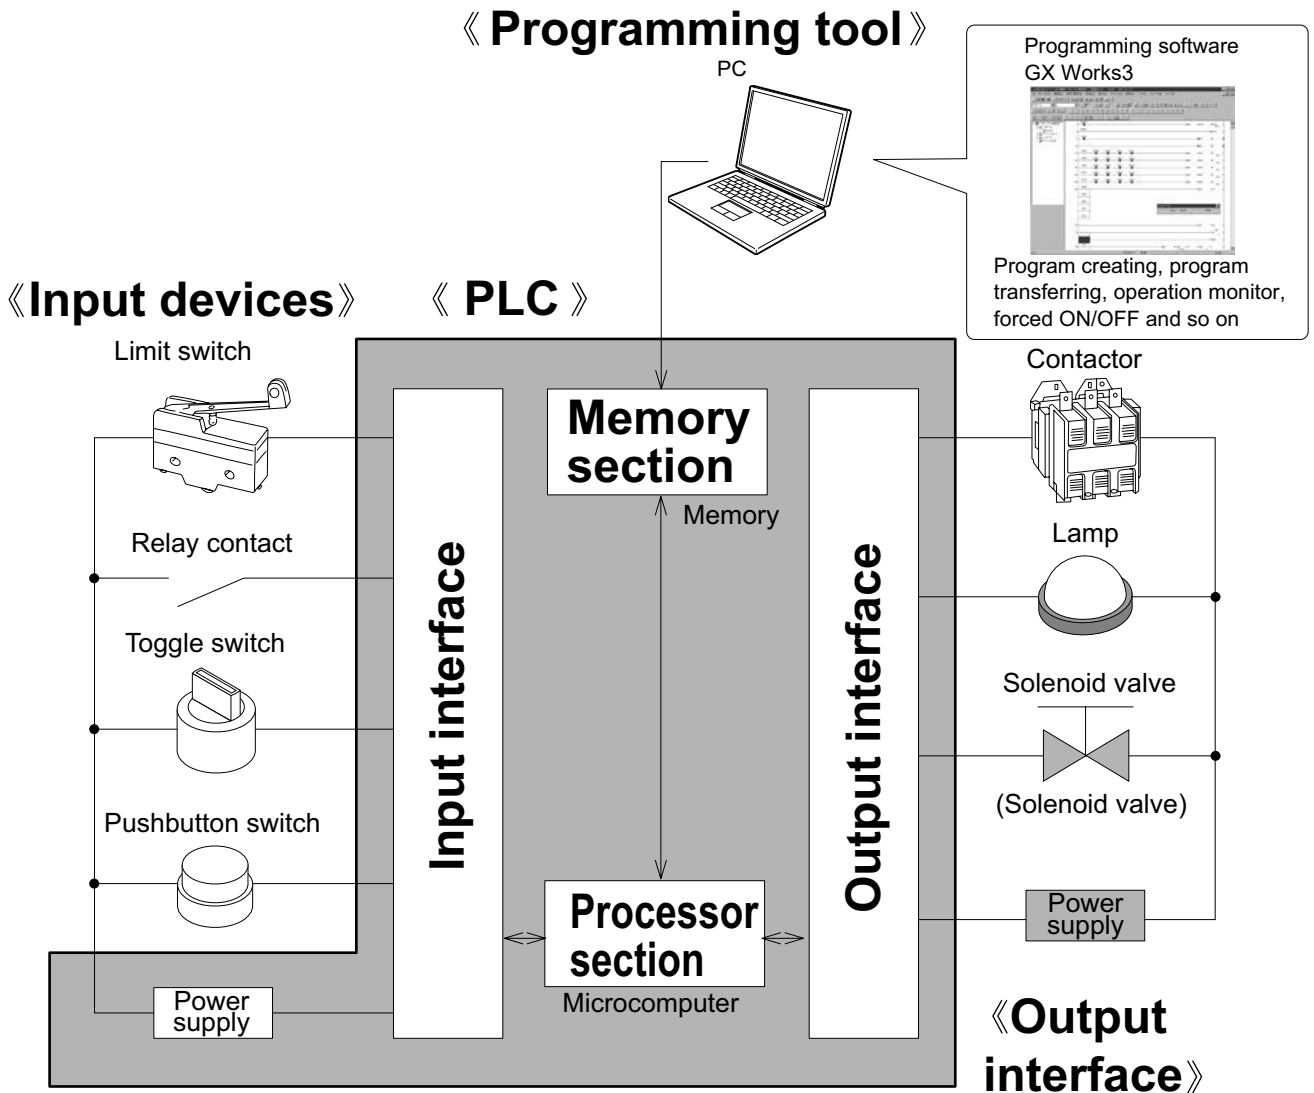 《 Programming tool 》
PC
Programming software
GX Works3
Program creating, program
transferring, operation monitor,
forced ON/OFF and so on
《Input devices》
《 PLC 》
Limit switch
Relay contact
Toggle switch
Pushbutton switch
Power
supply
Input interface
Memory
section
Memory
Processor
section
Microcomputer
Output interface
Contactor
Lamp
Solenoid valve
(Solenoid valve)
Power
supply
《Output
interface》